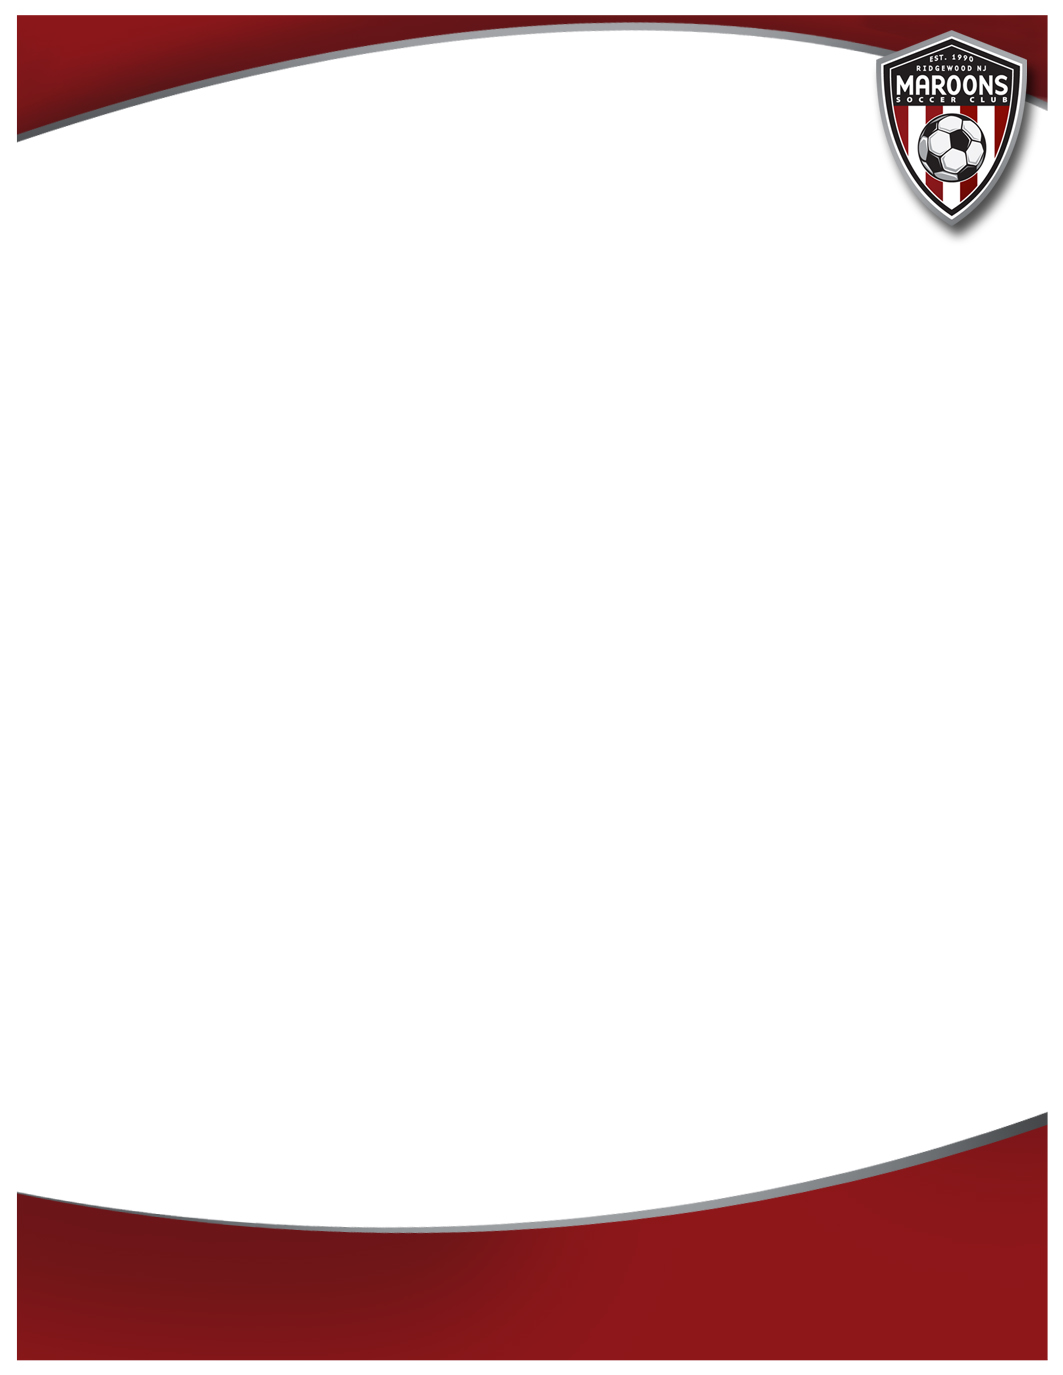 EST. 1990
RIDGEWOOD NJ
MAROONS
SOCCER CLUB